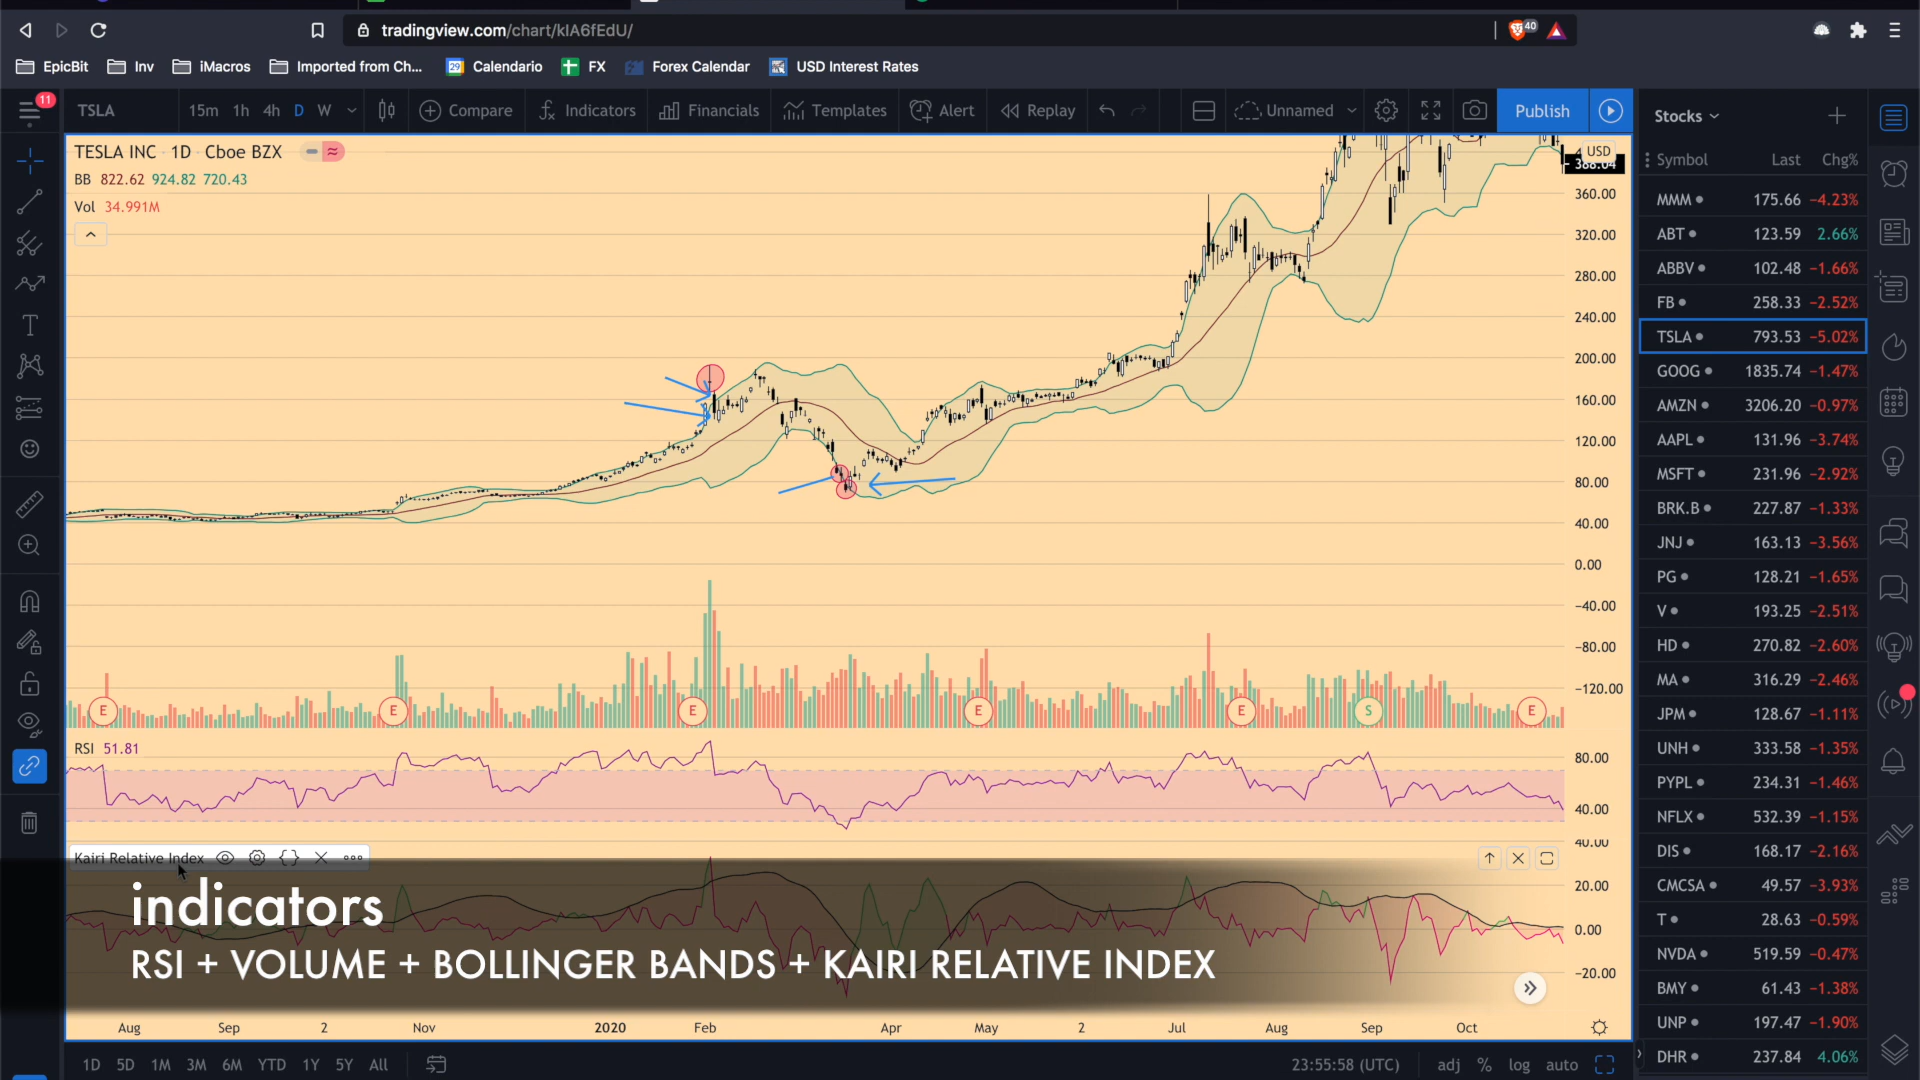 tradingview.com/chart/kIA6fEdU/
40
EpicBit
Inv
iMacros
Imported from Ch...
29 Calendario
FX
Forex Calendar
USD Interest Rates
11
TSLA
15m 1h 4h D W
Compare
Indicators
Financials
Templates
Alert
Replay
Unnamed
Publish
Stocks
Symbol Last Chg%
TESLA INC · 1D · Cboe BZX
BB 822.62 924.82 720.43
Vol 34.991M
USD
388.04
360.00
320.00
280.00
240.00
200.00
160.00
120.00
80.00
40.00
0.00
−40.00
−80.00
−120.00
E E E E E S E
RSI 51.81
80.00
40.00
Kairi Relative Index
40.00
20.00
0.00
−20.00
indicators
RSI + VOLUME + BOLLINGER BANDS + KAIRI RELATIVE INDEX
Aug Sep 2 Nov 2020 Feb Apr May 2 Jul Aug Sep Oct
1D 5D 1M 3M 6M YTD 1Y 5Y All
23:55:58 (UTC)
adj % log auto
MMM 175.66 −4.23%
ABT 123.59 2.66%
ABBV 102.48 −1.66%
FB 258.33 −2.52%
TSLA 793.53 −5.02%
GOOG 1835.74 −1.47%
AMZN 3206.20 −0.97%
AAPL 131.96 −3.74%
MSFT 231.96 −2.92%
BRK.B 227.87 −1.33%
JNJ 163.13 −3.56%
PG 128.21 −1.65%
V 193.25 −2.51%
HD 270.82 −2.60%
MA 316.29 −2.46%
JPM 128.67 −1.11%
UNH 333.58 −1.35%
PYPL 234.31 −1.46%
NFLX 532.39 −1.15%
DIS 168.17 −2.16%
CMCSA 49.57 −3.93%
T 28.63 −0.59%
NVDA 519.59 −0.47%
BMY 61.43 −1.38%
UNP 197.47 −1.90%
DHR 237.84 4.06%